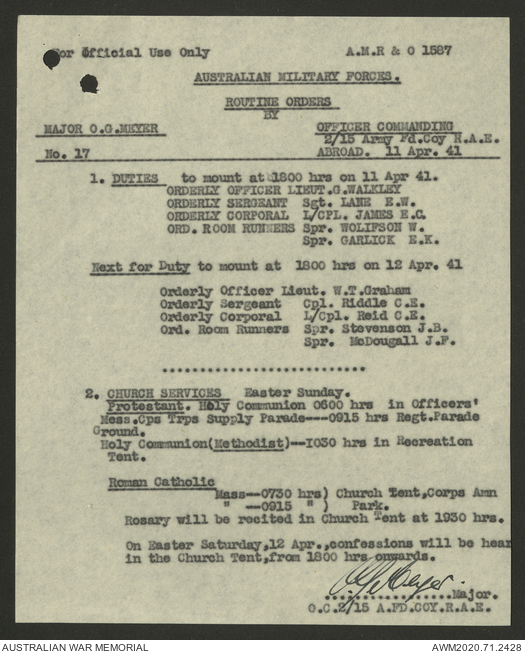 For Official Use Only A.M.R & O 1587
AUSTRALIAN MILITARY FORCES.
ROUTINE ORDERS
BY
MAJOR O.G.MEYER OFFICER COMMANDING
2/15 Army Fd.Coy R.A.E.
No. 17 ABROAD. 11 Apr. 41
1. DUTIES to mount at 1800 hrs on 11 Apr 41.
ORDERLY OFFICER LIEUT.G.WALKLEY
ORDERLY SERGEANT Sgt. LANE E.W.
ORDERLY CORPORAL L/CPL. JAMES E.C.
ORD. ROOM RUNNERS Spr. WOLIFSON W.
Spr. GARLICK E.K.
Next for Duty to mount at 1800 hrs on 12 Apr. 41
Orderly Officer Lieut. W.T.Graham
Orderly Sergeant Cpl. Riddle C.E.
Orderly Corporal L/Cpl. Reid C.E.
Ord. Room Runners Spr. Stevenson J.B.
Spr. McDougall J.F.
***************************
2. CHURCH SERVICES Easter Sunday.
Protestant. Holy Communion 0600 hrs in Officers'
Mess.Cps Trps Supply Parade---0915 hrs Regt.Parade
Ground.
Holy Communion(Methodist)--1030 hrs in Recreation
Tent.
Roman Catholic
Mass--0730 hrs) Church Tent,Corps Amn
" --0915 " ) Park.
Rosary will be recited in Church Tent at 1930 hrs.
On Easter Saturday,12 Apr.,confessions will be hear
in the Church Tent,from 1800 hrs onwards.
O G Meyer
....................Major.
O.C.2/15 A.FD.COY.R.A.E.
AUSTRALIAN WAR MEMORIAL AWM2020.71.2428